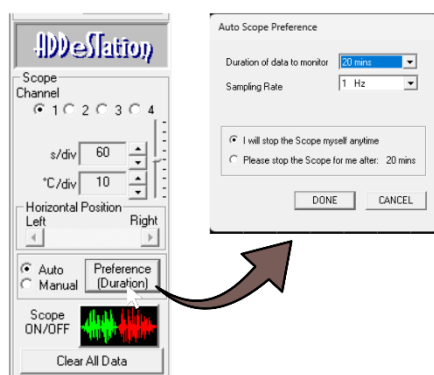 ADDeStation
Scope
Channel
1 2 3 4
s/div 60
°C/div 10
Horizontal Position
Left Right
Auto
Manual
Preference
(Duration)
Scope
ON/OFF
Clear All Data
Auto Scope Preference
Duration of data to monitor 20 mins
Sampling Rate 1 Hz
I will stop the Scope myself anytime
Please stop the Scope for me after: 20 mins
DONE CANCEL